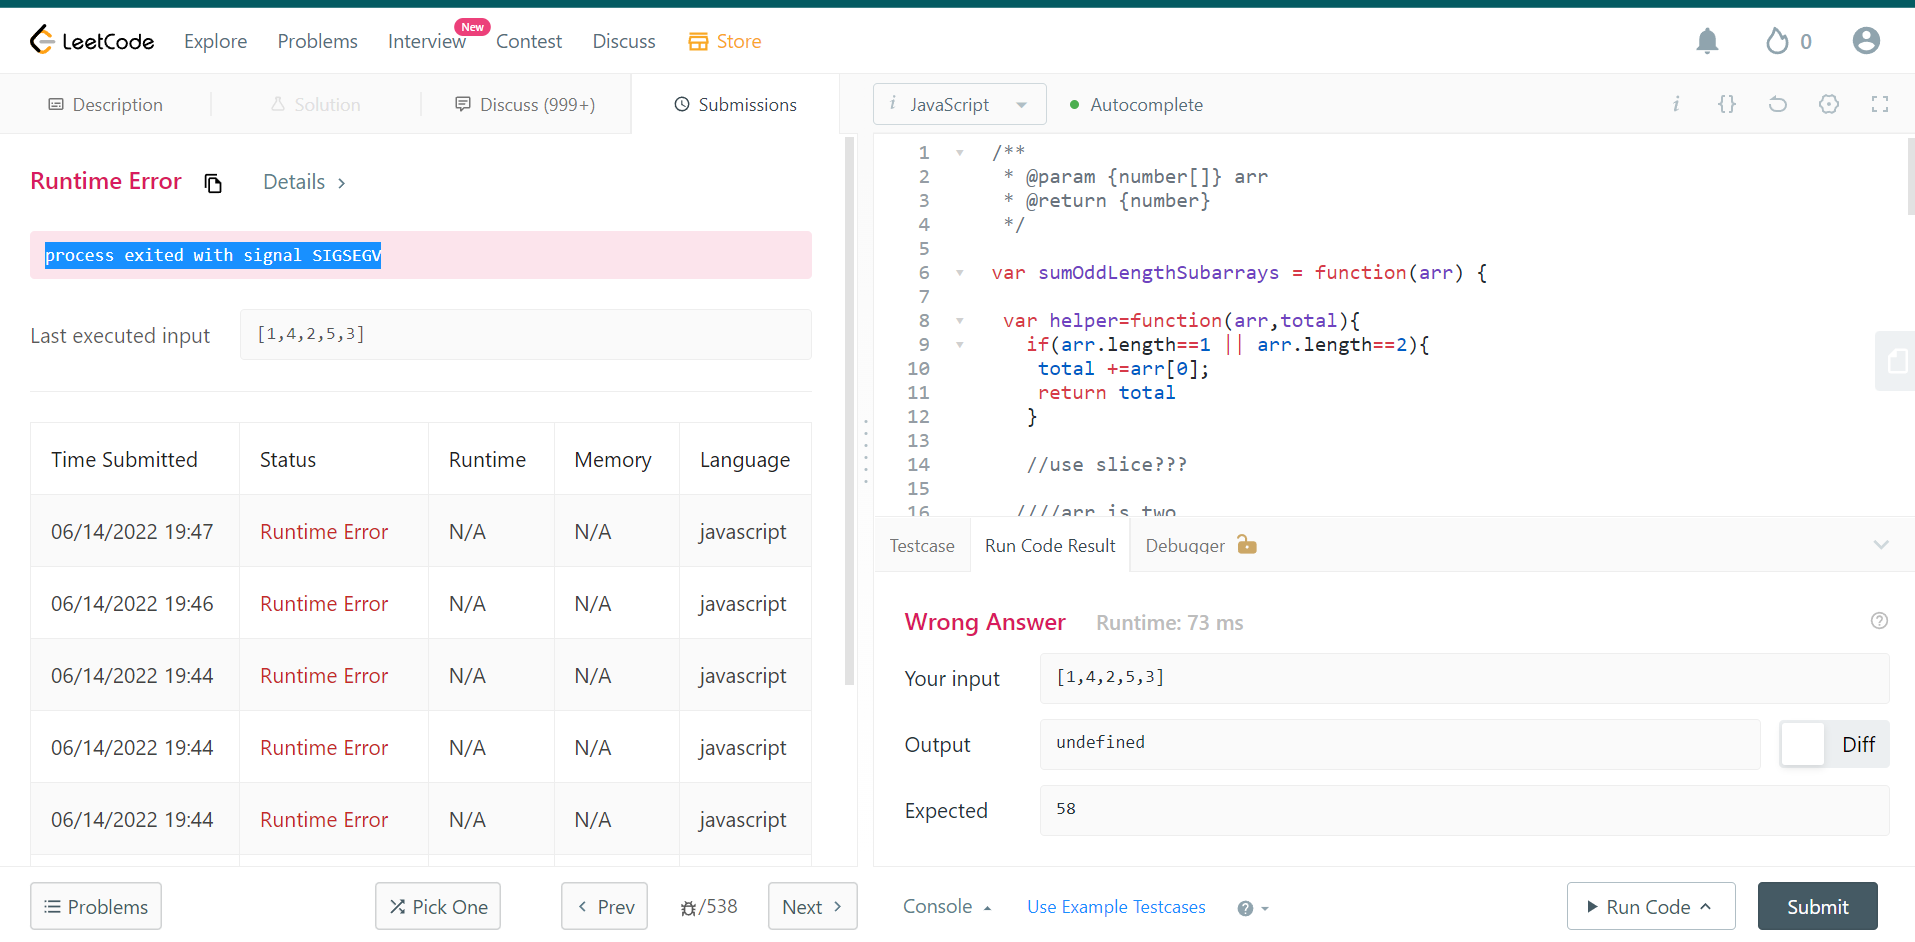 LeetCode Explore Problems Interview New Contest Discuss Store 0
Description Solution Discuss (999+) Submissions
Runtime Error Details >
process exited with signal SIGSEGV
Last executed input [1,4,2,5,3]
Time Submitted Status Runtime Memory Language
06/14/2022 19:47 Runtime Error N/A N/A javascript
06/14/2022 19:46 Runtime Error N/A N/A javascript
06/14/2022 19:44 Runtime Error N/A N/A javascript
06/14/2022 19:44 Runtime Error N/A N/A javascript
06/14/2022 19:44 Runtime Error N/A N/A javascript
Problems Pick One < Prev /538 Next >
i JavaScript Autocomplete i {}
1 /**
2 * @param {number[]} arr
3 * @return {number}
4 */
5
6 var sumOddLengthSubarrays = function(arr) {
7
8 var helper=function(arr,total){
9 if(arr.length==1 || arr.length==2){
10 total +=arr[0];
11 return total
12 }
13
14 //use slice???
15
16 ////arr is two
Testcase Run Code Result Debugger
Wrong Answer Runtime: 73 ms ?
Your input [1,4,2,5,3]
Output undefined Diff
Expected 58
Console Use Example Testcases ? Run Code Submit